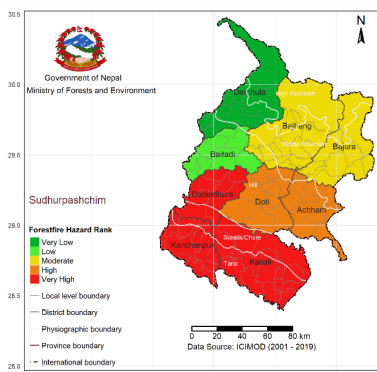 30.5
N
Government of Nepal
Ministry of Forests and Environment
Darchula
High Mountain
30.0
Bajhang
Middle Mountain
Bajura
29.5
Baitadi
Sudhurpashchim
Dadeldhura
Hill
Doti
Achham
Forestfire Hazard Rank
29.0
Very Low
Low
Moderate
High
Very High
Siwalik/Chure
Kanchanpur
Tarai
Kailali
Local level boundary
28.5
District boundary
Physiographic boundary
Province boundary
International boundary
0 20 40 60 80 km
Data Source: ICIMOD (2001 - 2019)
28.0